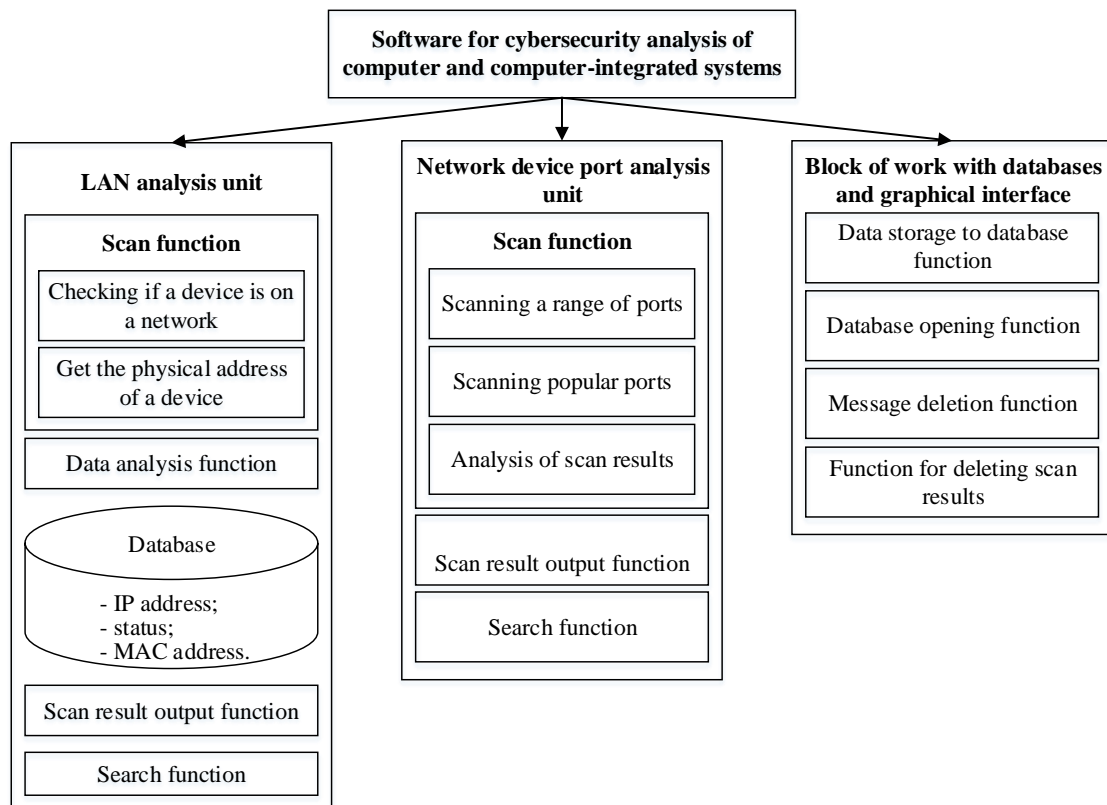 Software for cybersecurity analysis of
computer and computer-integrated systems
LAN analysis unit
Scan function
Checking if a device is on
a network
Get the physical address
of a device
Data analysis function
Database
- IP address;
- status;
- MAC address.
Scan result output function
Search function
Network device port analysis
unit
Scan function
Scanning a range of ports
Scanning popular ports
Analysis of scan results
Scan result output function
Search function
Block of work with databases
and graphical interface
Data storage to database
function
Database opening function
Message deletion function
Function for deleting scan
results